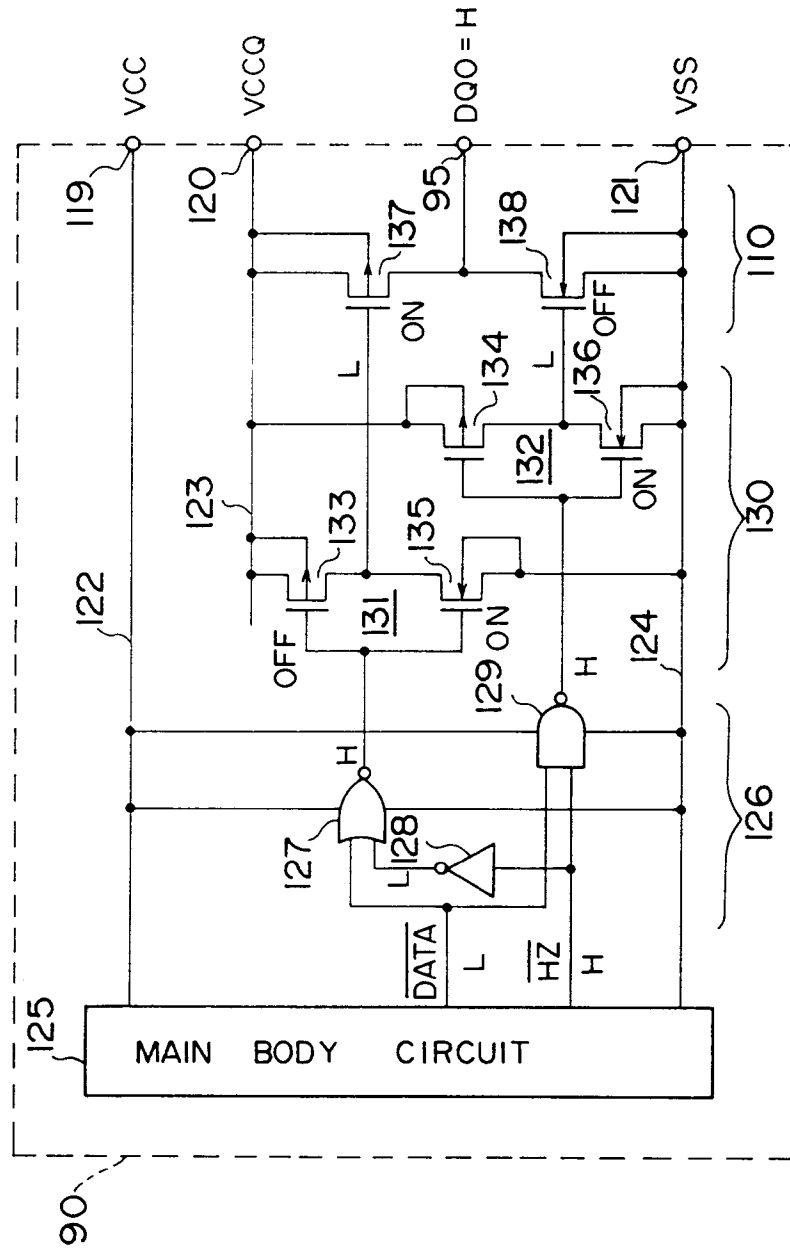 90
125
MAIN BODY CIRCUIT
119
VCC
122
120
VCCQ
123
137
ON
95
DQ0 = H
133
OFF
131
135
ON
L
134
132
L
138
OFF
136
ON
127
H
128
L
DATA
L
HZ
H
129
H
124
121
VSS
126
130
110